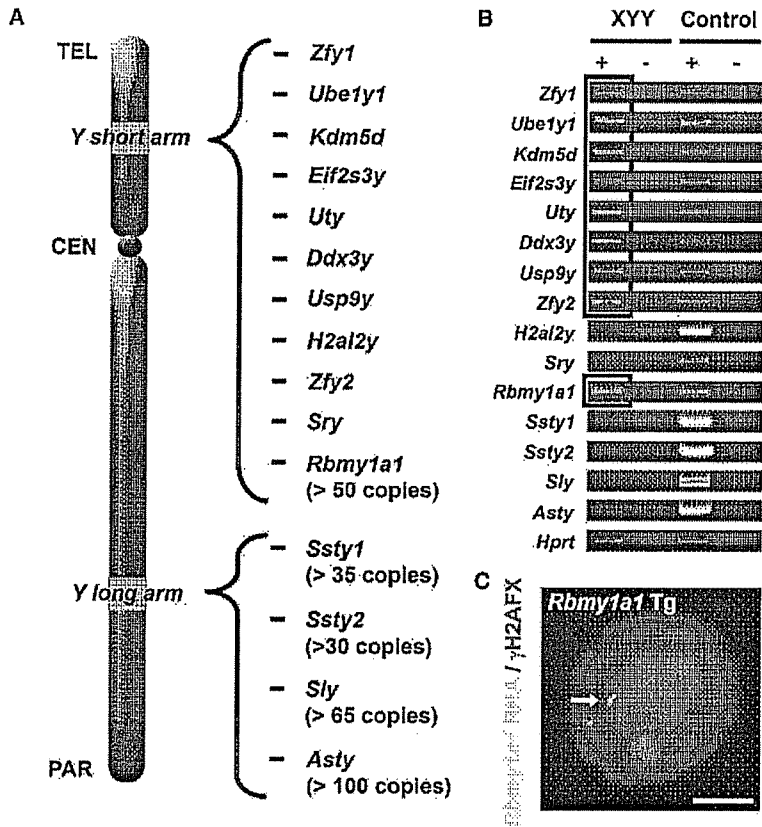 A
TEL
Y short arm
CEN
Y long arm
PAR
Zfy1
Ube1y1
Kdm5d
Eif2s3y
Uty
Ddx3y
Usp9y
H2al2y
Zfy2
Sry
Rbmy1a1
(> 50 copies)
Ssty1
(> 35 copies)
Ssty2
(>30 copies)
Sly
(> 65 copies)
Asty
(> 100 copies)
B
XYY Control
+ - + -
Zfy1
Ube1y1
Kdm5d
Eif2s3y
Uty
Ddx3y
Usp9y
Zfy2
H2al2y
Sry
Rbmy1a1
Ssty1
Ssty2
Sly
Asty
Hprt
C
Rbmy1a1 Tg
Rbmy1a1 RNA / γH2AFX